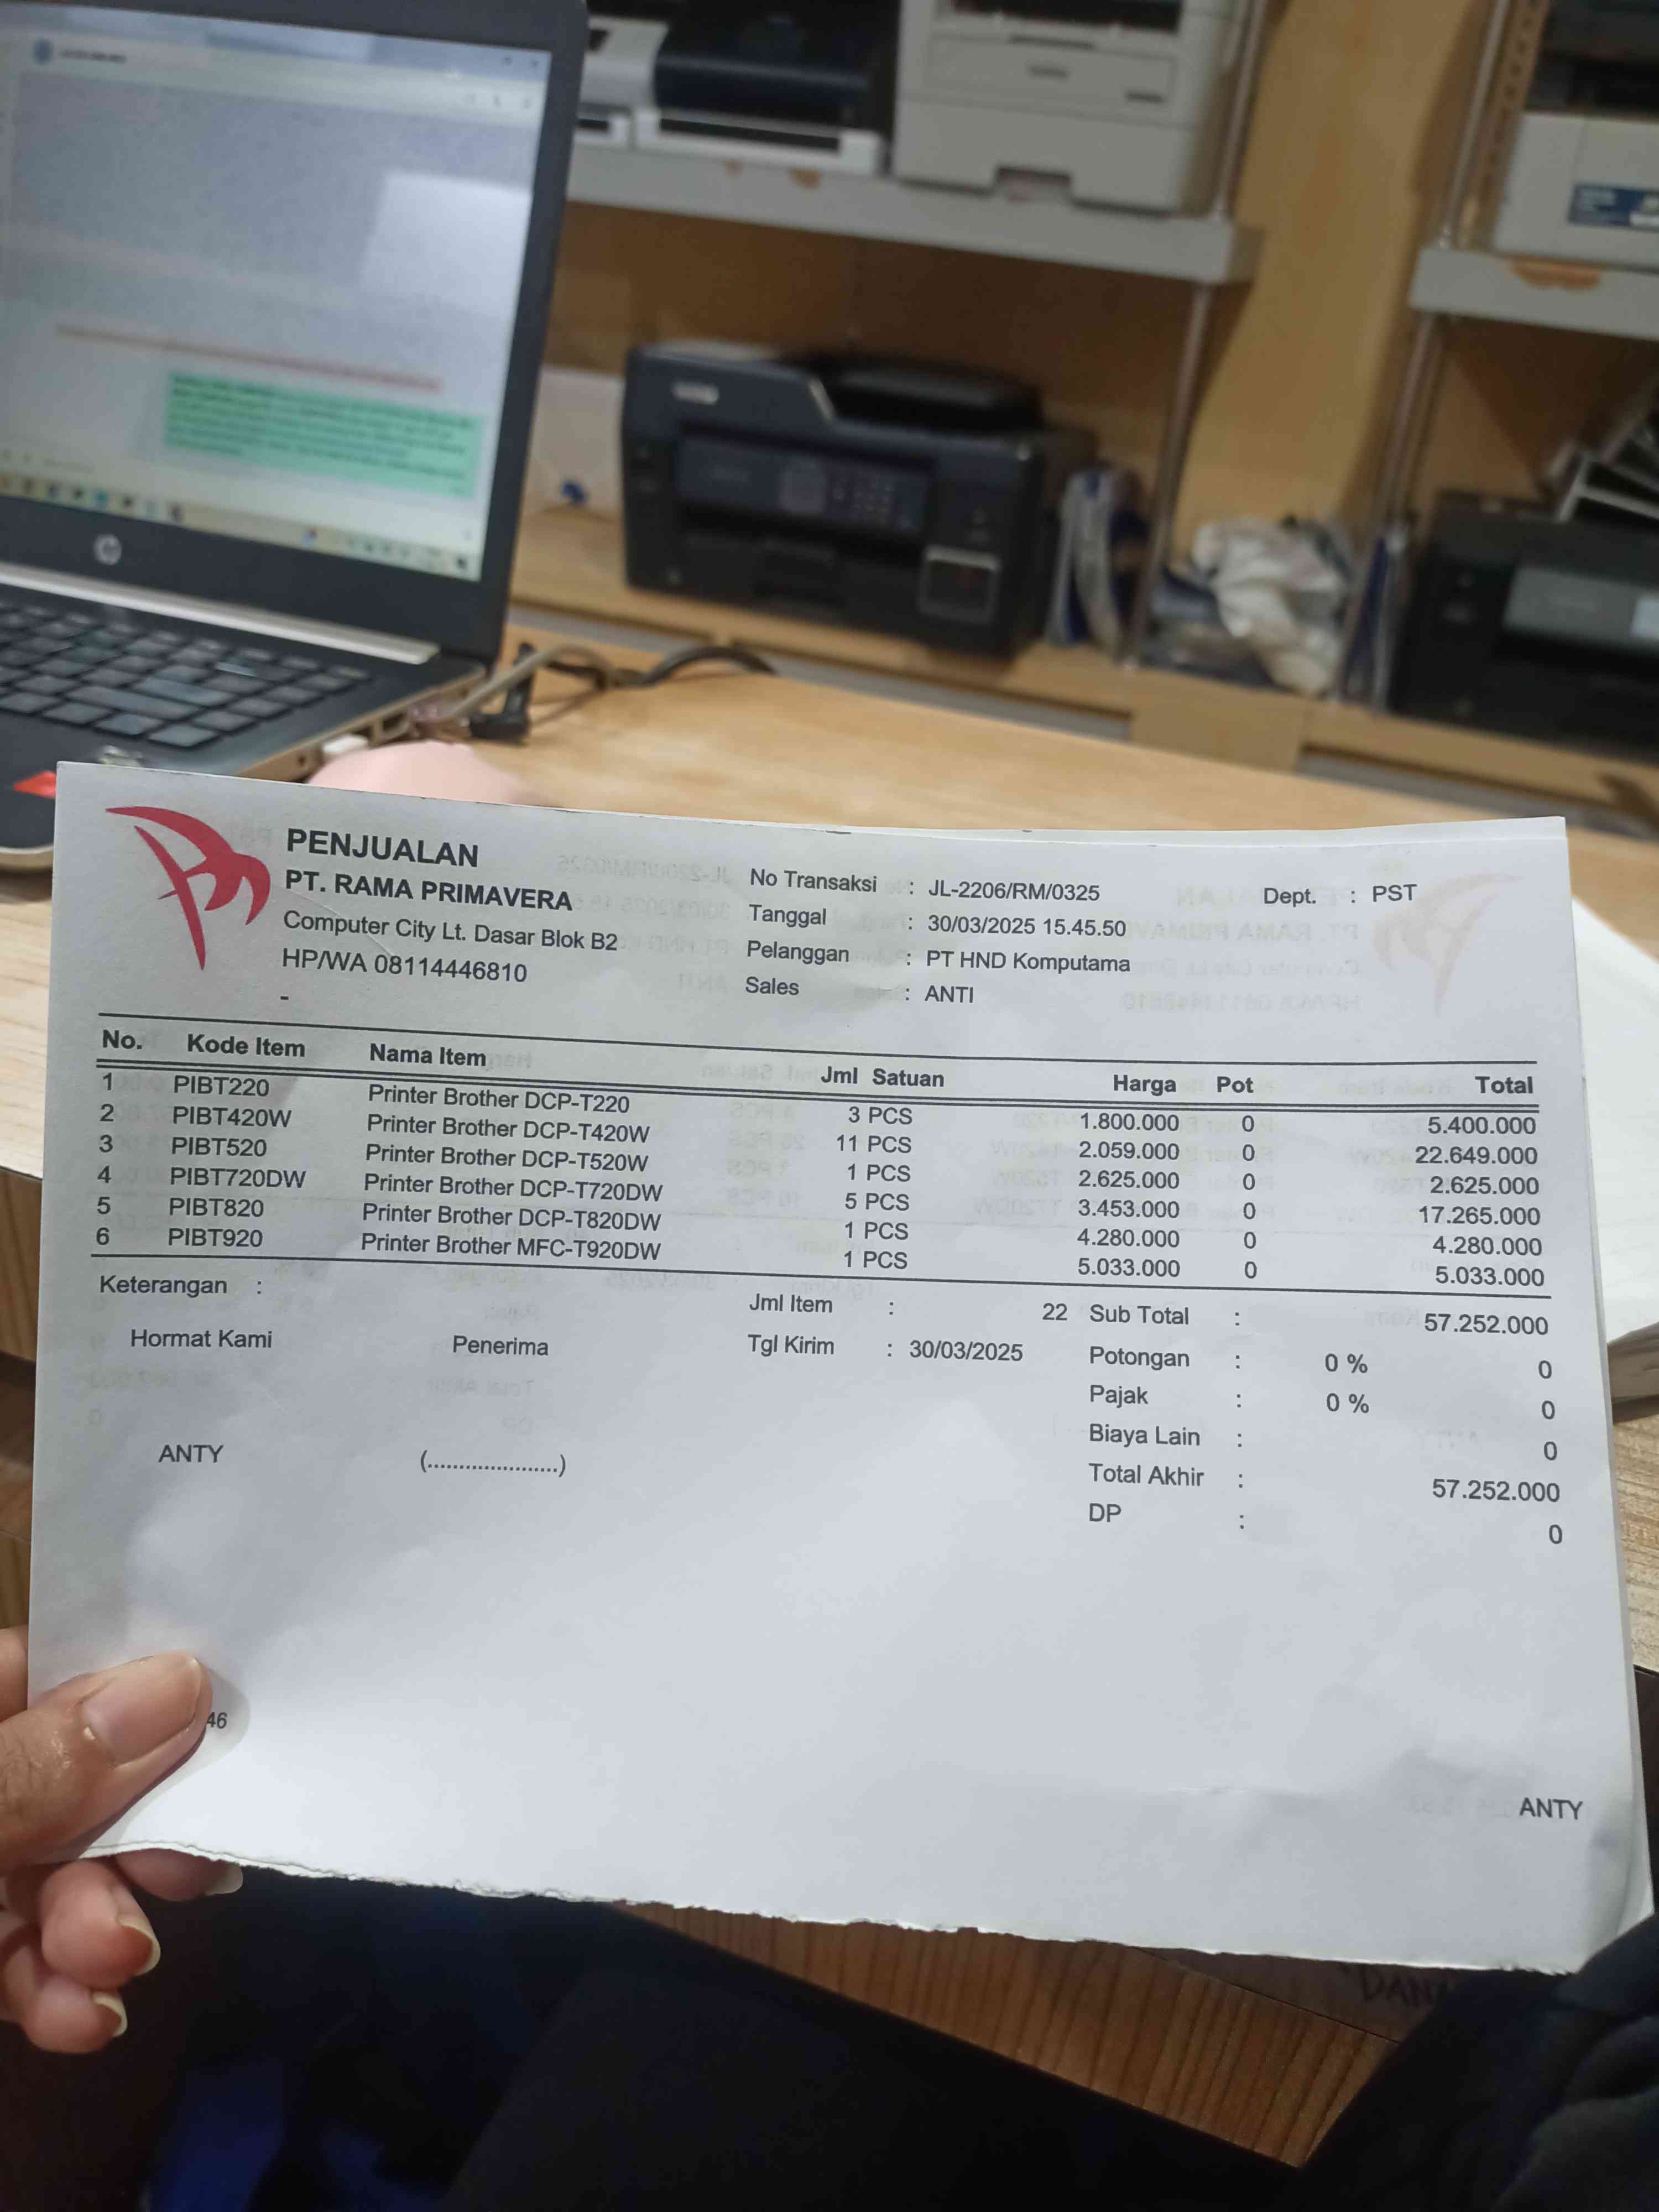 PENJUALAN
PT. RAMA PRIMAVERA
Computer City Lt. Dasar Blok B2
HP/WA 08114446810
-
No Transaksi : JL-2206/RM/0325
Tanggal : 30/03/2025 15.45.50
Pelanggan : PT HND Komputama
Sales : ANTI
Dept. : PST
No. Kode Item Nama Item Jml Satuan Harga Pot Total
1 PIBT220 Printer Brother DCP-T220 3 PCS 1.800.000 0 5.400.000
2 PIBT420W Printer Brother DCP-T420W 11 PCS 2.059.000 0 22.649.000
3 PIBT520 Printer Brother DCP-T520W 1 PCS 2.625.000 0 2.625.000
4 PIBT720DW Printer Brother DCP-T720DW 5 PCS 3.453.000 0 17.265.000
5 PIBT820 Printer Brother DCP-T820DW 1 PCS 4.280.000 0 4.280.000
6 PIBT920 Printer Brother MFC-T920DW 1 PCS 5.033.000 0 5.033.000
Keterangan :
Jml Item : 22 Sub Total : 57.252.000
Hormat Kami Penerima Tgl Kirim : 30/03/2025 Potongan : 0 % 0
Pajak : 0 % 0
Biaya Lain : 0
ANTY (.....................) Total Akhir : 57.252.000
DP : 0
46
ANTY